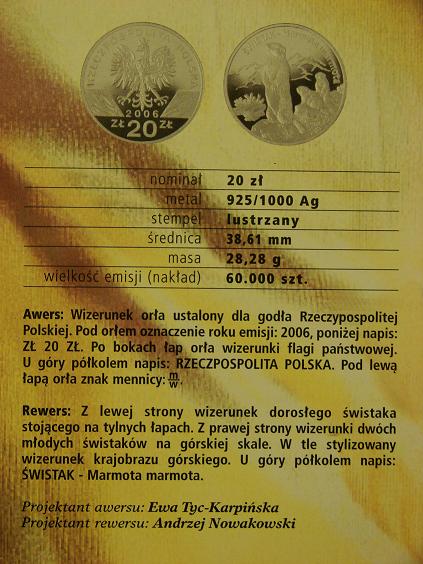 RZECZPOSPOLITA POLSKA
2006
ZŁ 20 ZŁ
ŚWISTAK - Marmota marmota
nominał 20 zł
metal 925/1000 Ag
stempel lustrzany
średnica 38,61 mm
masa 28,28 g
wielkość emisji (nakład) 60.000 szt.
Awers: Wizerunek orła ustalony dla godła Rzeczypospolitej
Polskiej. Pod orłem oznaczenie roku emisji: 2006, poniżej napis:
ZŁ 20 ZŁ. Po bokach łap orła wizerunki flagi państwowej.
U góry półkolem napis: RZECZPOSPOLITA POLSKA. Pod lewą
łapą orła znak mennicy: m/w.
Rewers: Z lewej strony wizerunek dorosłego świstaka
stojącego na tylnych łapach. Z prawej strony wizerunki dwóch
młodych świstaków na górskiej skale. W tle stylizowany
wizerunek krajobrazu górskiego. U góry półkolem napis:
ŚWISTAK - Marmota marmota.
Projektant awersu: Ewa Tyc-Karpińska
Projektant rewersu: Andrzej Nowakowski